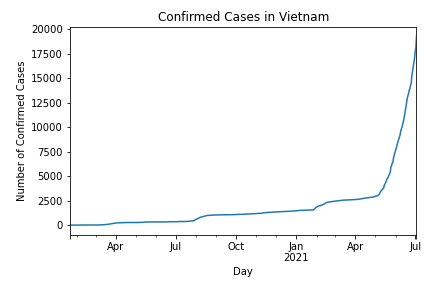 Confirmed Cases in Vietnam
20000
17500
15000
12500
10000
7500
5000
2500
0
Number of Confirmed Cases
Apr Jul Oct Jan Apr Jul
2021
Day